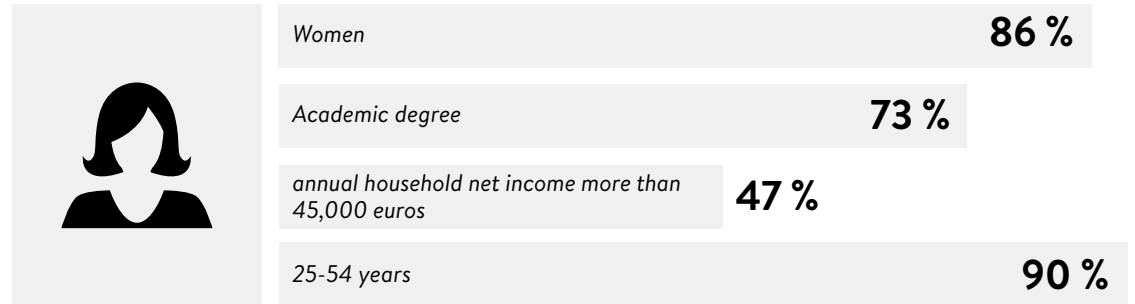 Women
86 %
Academic degree
73 %
annual household net income more than
45,000 euros
47 %
25-54 years
90 %